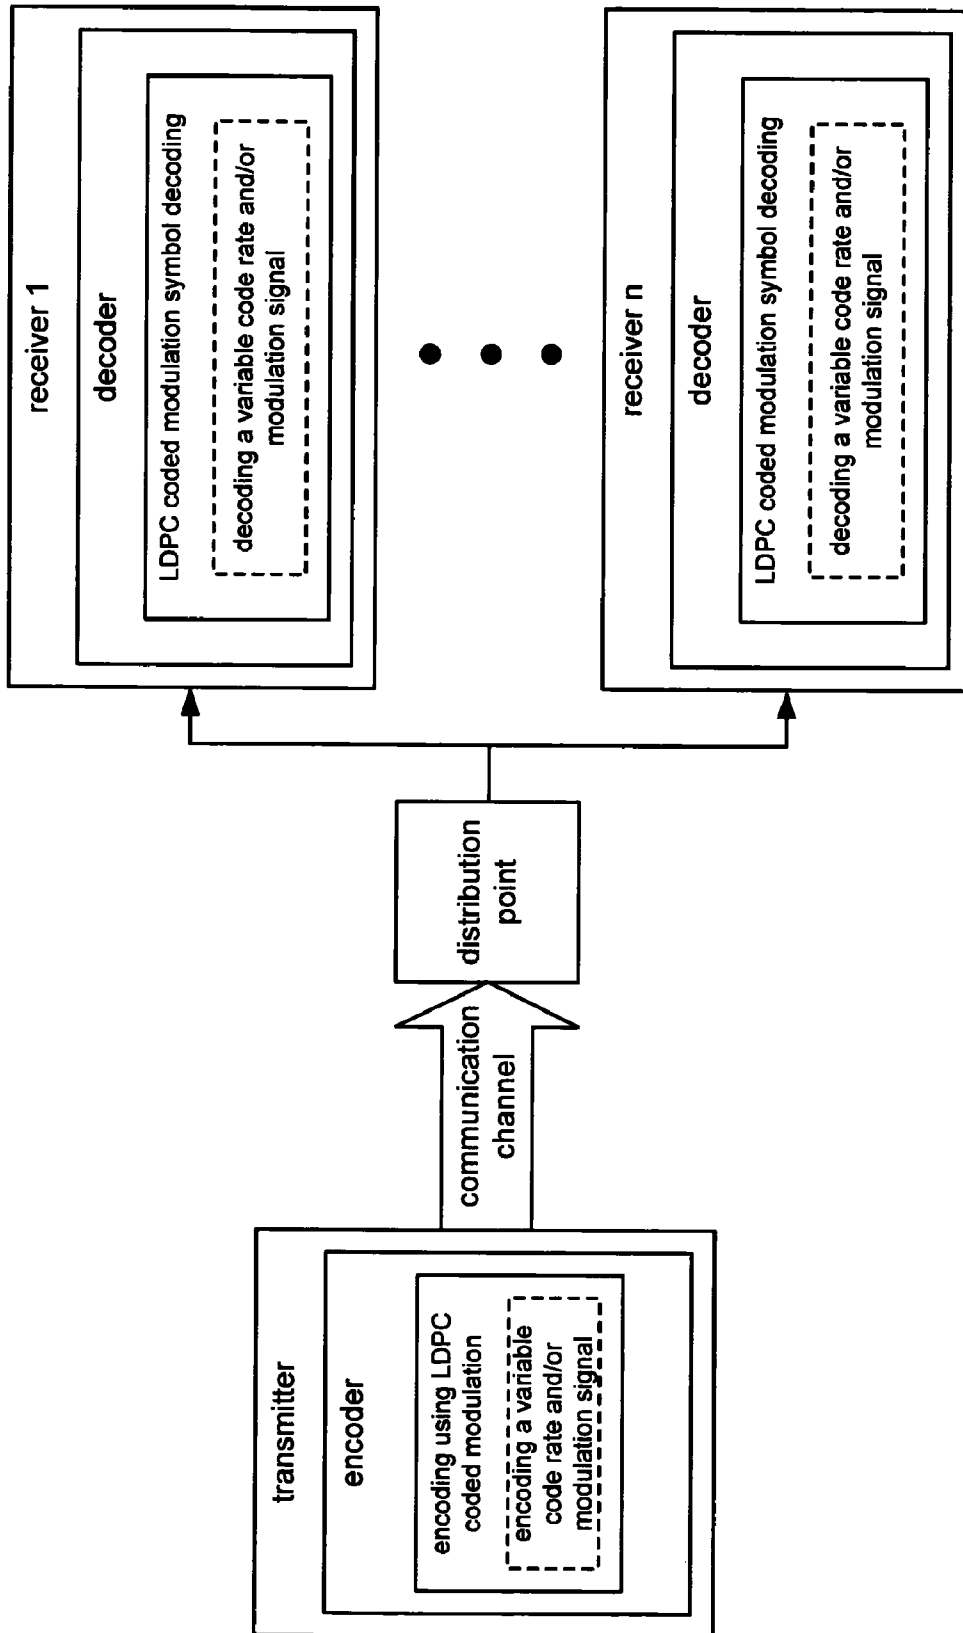 transmitter
encoder
encoding using LDPC
coded modulation
encoding a variable
code rate and/or
modulation signal
communication
channel
distribution
point
receiver 1
decoder
LDPC coded modulation symbol decoding
decoding a variable code rate and/or
modulation signal
receiver n
decoder
LDPC coded modulation symbol decoding
decoding a variable code rate and/or
modulation signal